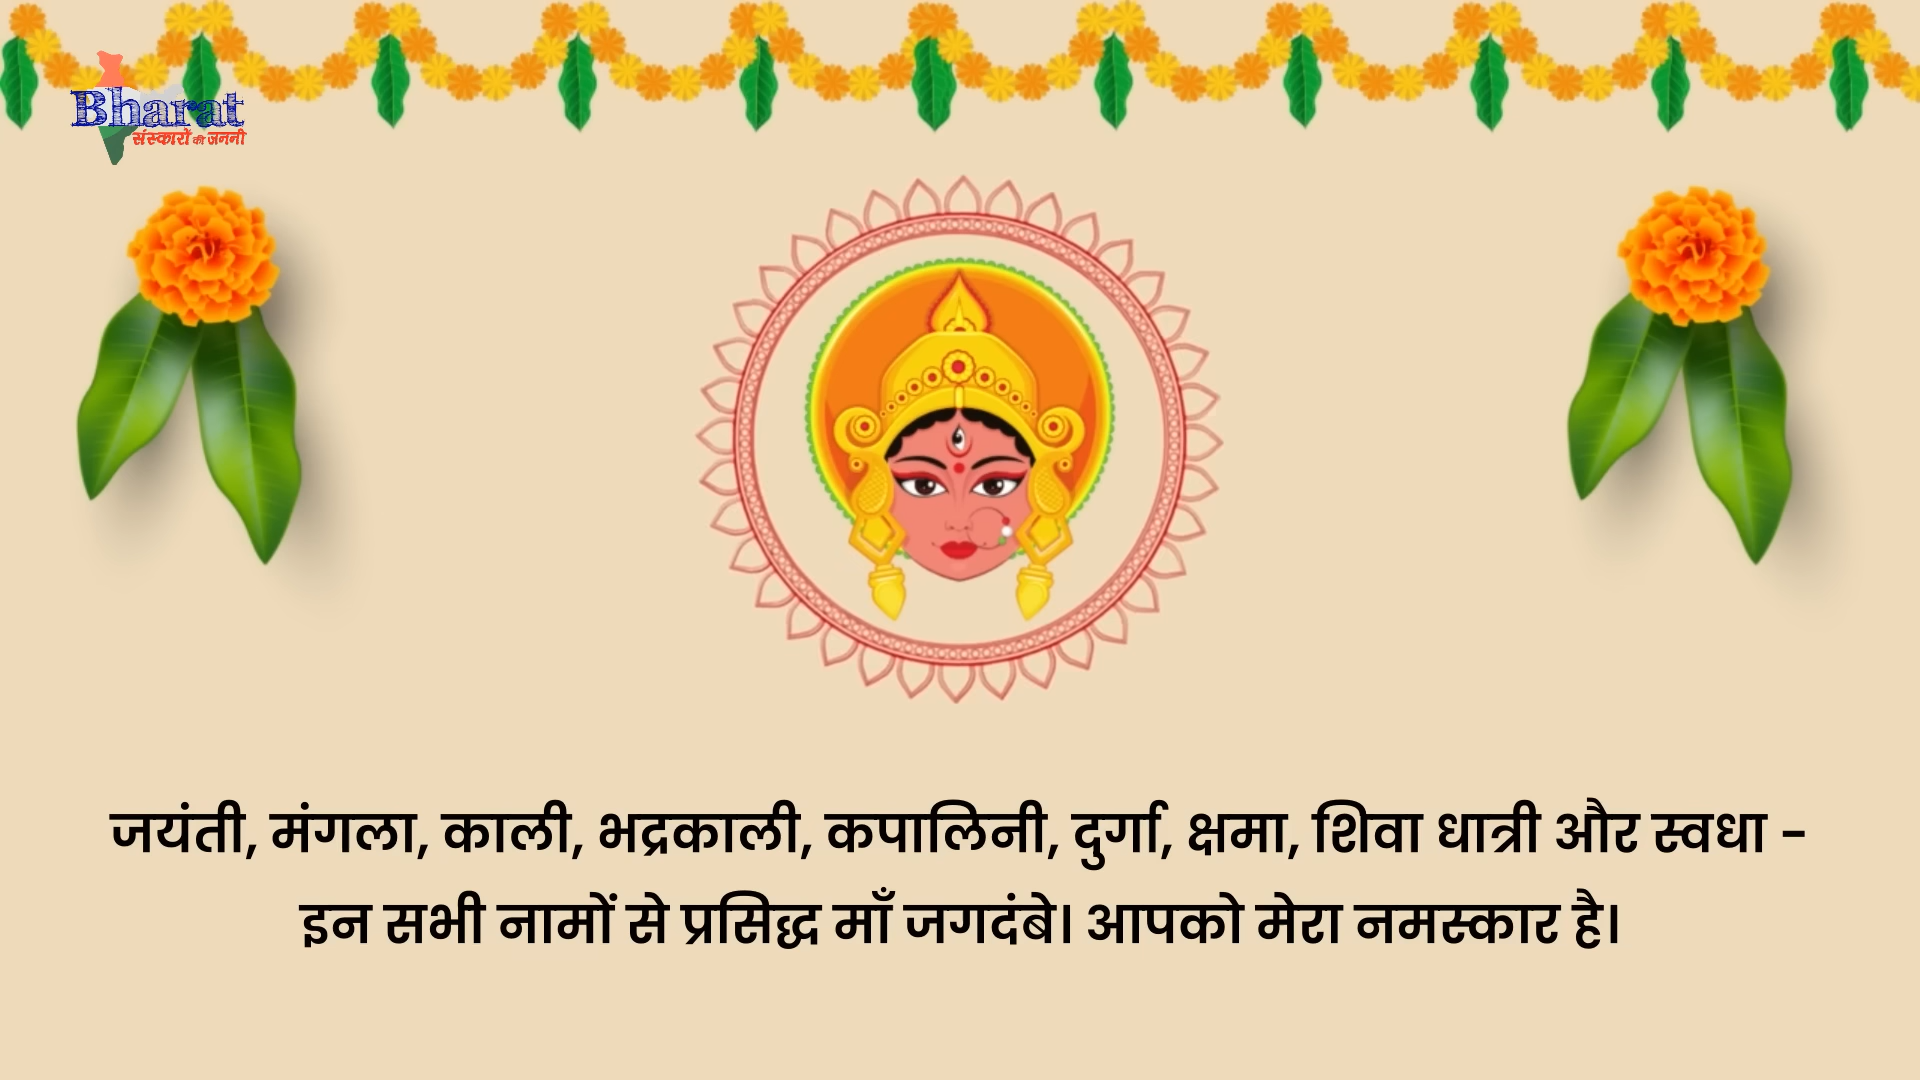 Bharat
संस्कारों की जननी
जयंती, मंगला, काली, भद्रकाली, कपालिनी, दुर्गा, क्षमा, शिवा धात्री और स्वधा -
इन सभी नामों से प्रसिद्ध माँ जगदंबे। आपको मेरा नमस्कार है।